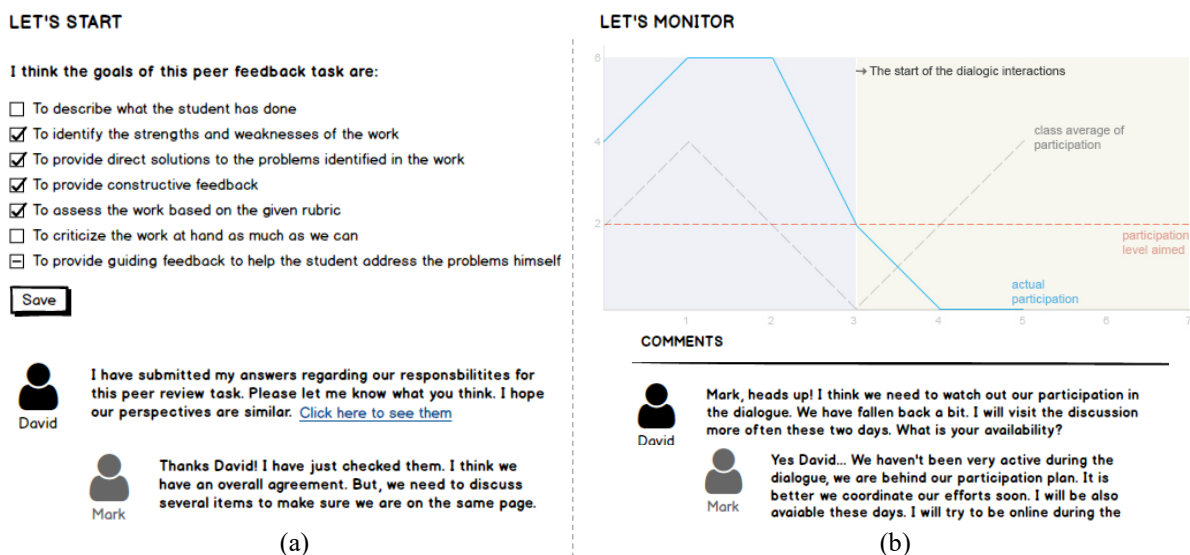 LET'S START
I think the goals of this peer feedback task are:
To describe what the student has done
To identify the strengths and weaknesses of the work
To provide direct solutions to the problems identified in the work
To provide constructive feedback
To assess the work based on the given rubric
To criticize the work at hand as much as we can
To provide guiding feedback to help the student address the problems himself
Save
I have submitted my answers regarding our responsbilitites for
this peer review task. Please let me know what you think. I hope
our perspectives are similar. Click here to see them
David
Thanks David! I have just checked them. I think we
have an overall agreement. But, we need to discuss
several items to make sure we are on the same page.
Mark
(a)
LET'S MONITOR
6
The start of the dialogic interactions
4
class average of
participation
2
participation
level aimed
actual
participation
1 2 3 4 5 6 7
COMMENTS
Mark, heads up! I think we need to watch out our participation in
the dialogue. We have fallen back a bit. I will visit the discussion
more often these two days. What is your availability?
David
Yes David... We haven't been very active during the
dialogue, we are behind our participation plan. It is
better we coordinate our efforts soon. I will be also
avaiable these days. I will try to be online during the
Mark
(b)